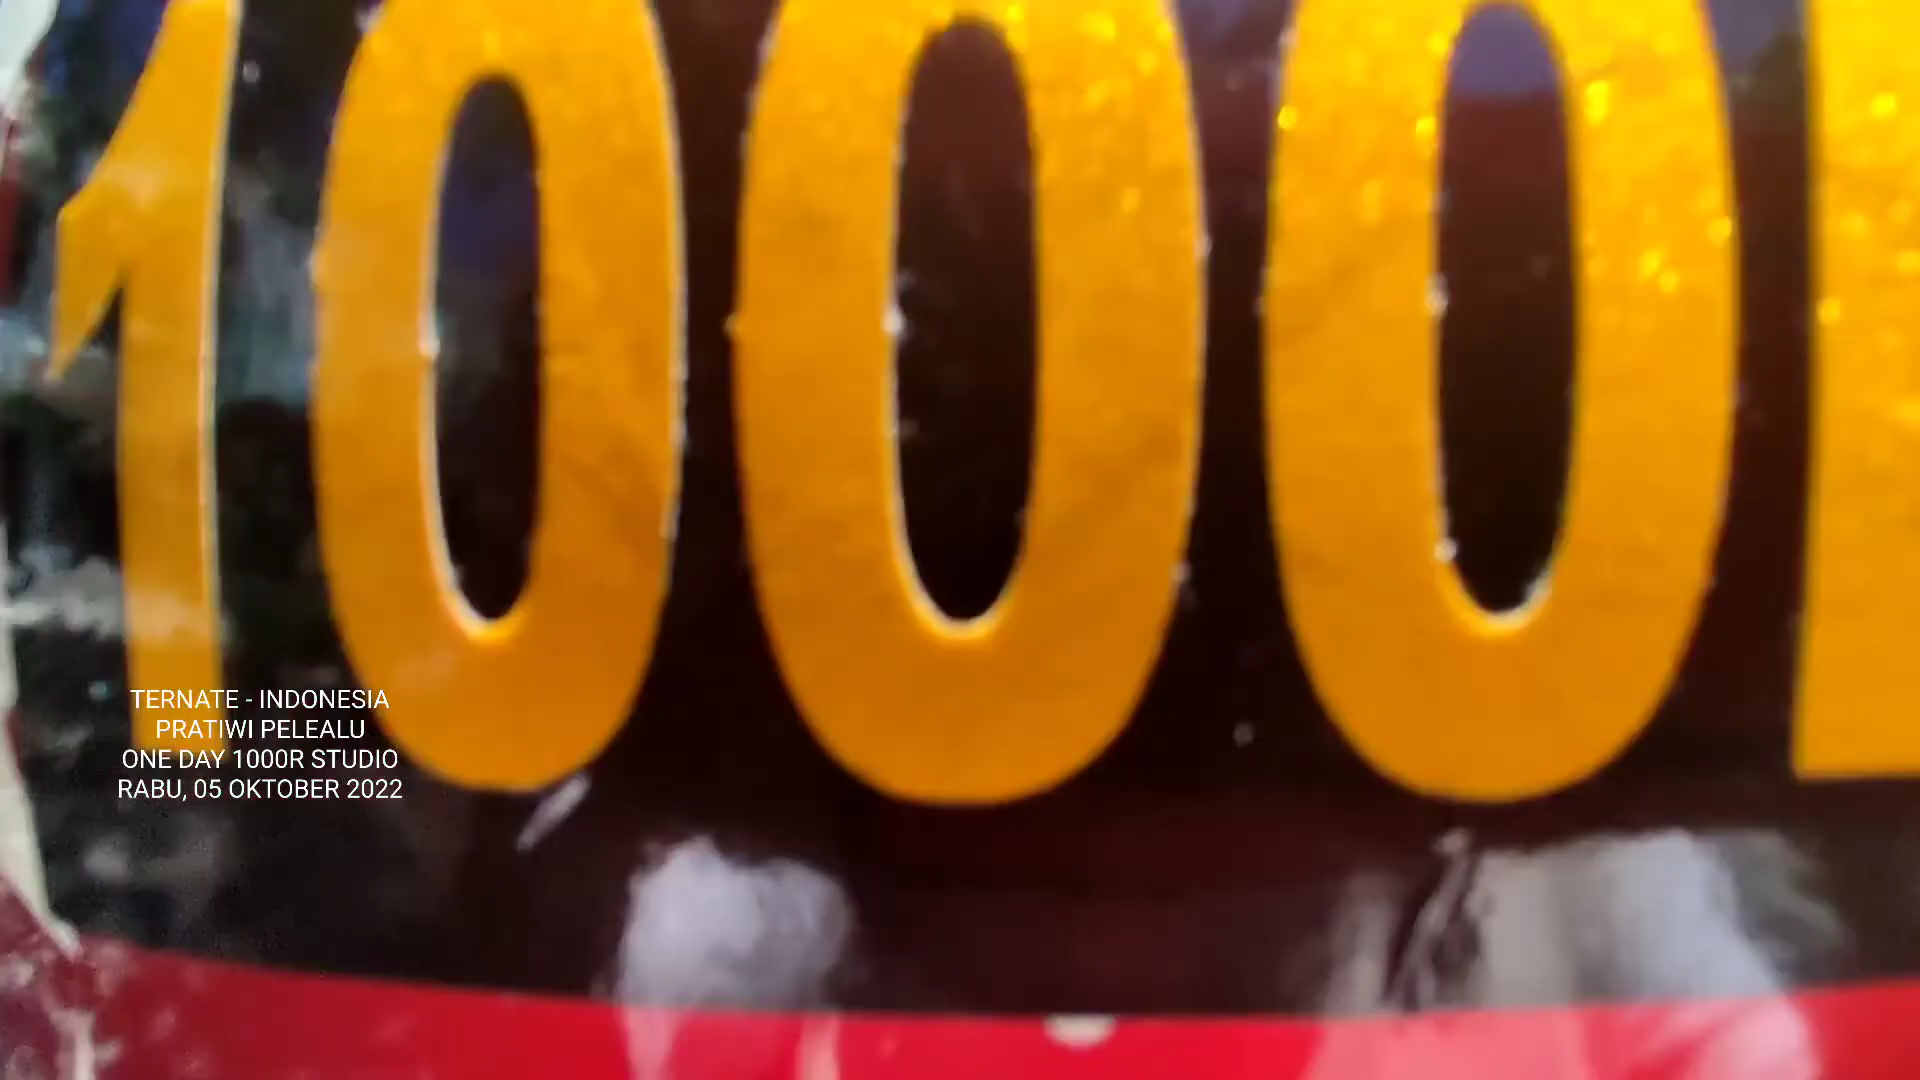 1000
TERNATE - INDONESIA
PRATIWI PELEALU
ONE DAY 1000R STUDIO
RABU, 05 OKTOBER 2022